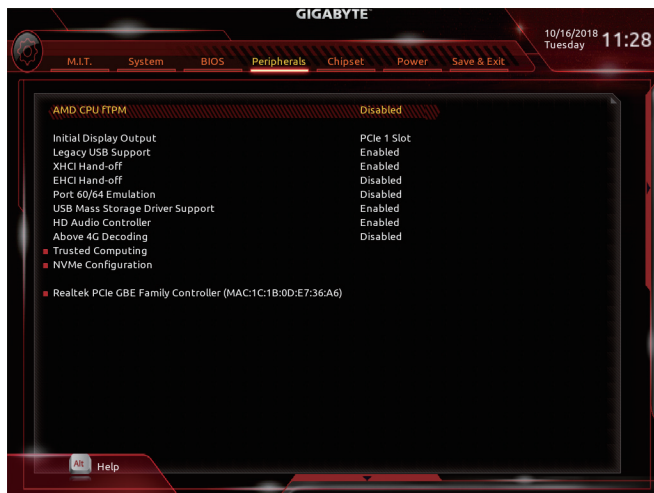 GIGABYTE™
10/16/2018 11:28
Tuesday
M.I.T. System BIOS Peripherals Chipset Power Save & Exit
AMD CPU fTPM Disabled
Initial Display Output PCIe 1 Slot
Legacy USB Support Enabled
XHCI Hand-off Enabled
EHCI Hand-off Disabled
Port 60/64 Emulation Disabled
USB Mass Storage Driver Support Enabled
HD Audio Controller Enabled
Above 4G Decoding Disabled
Trusted Computing
NVMe Configuration
Realtek PCIe GBE Family Controller (MAC:1C:1B:0D:E7:36:A6)
Alt Help